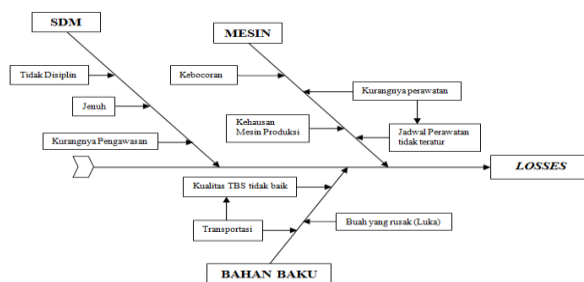 SDM
MESIN
Tidak Disiplin
Kebocoran
Jenuh
Kurangnya perawatan
Kurangnya Pengawasan
Kehausan
Mesin Produksi
Jadwal Perawatan
tidak teratur
LOSSES
Kualitas TBS tidak baik
Transportasi
Buah yang rusak (Luka)
BAHAN BAKU